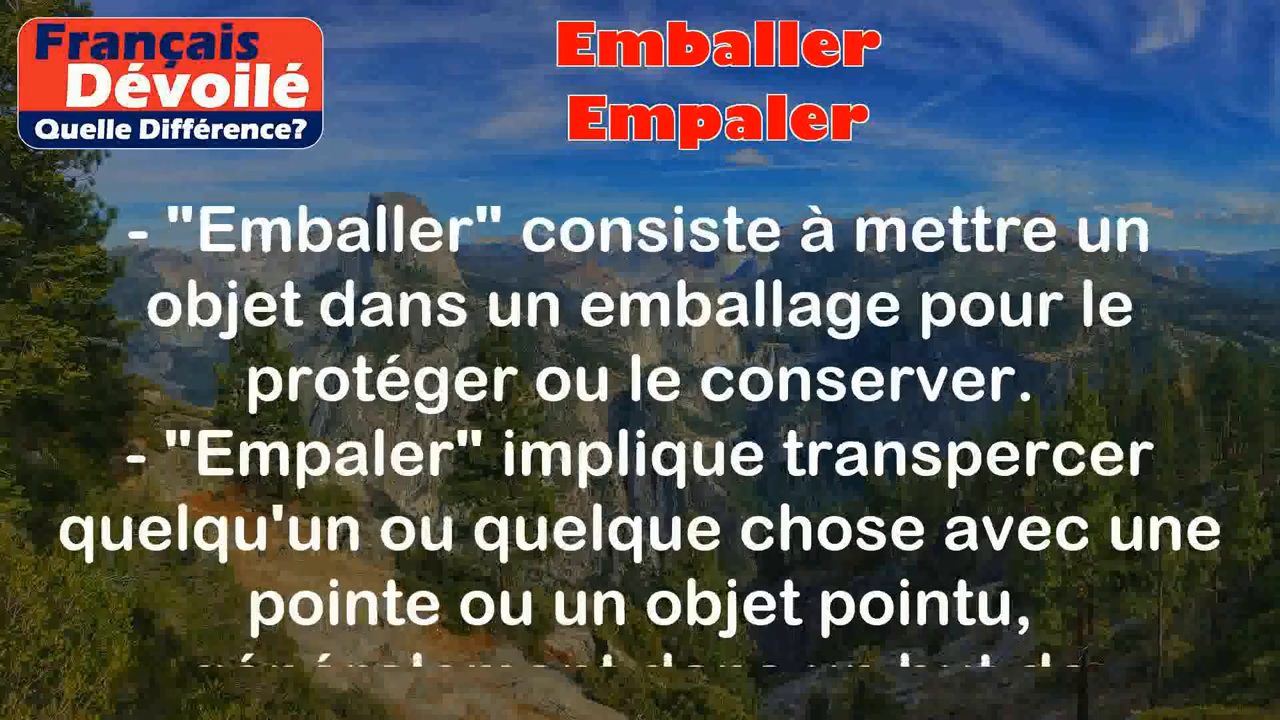 Français
Dévoilé
Quelle Différence?
Emballer
Empaler
- "Emballer" consiste à mettre un
objet dans un emballage pour le
protéger ou le conserver.
- "Empaler" implique transpercer
quelqu'un ou quelque chose avec une
pointe ou un objet pointu,